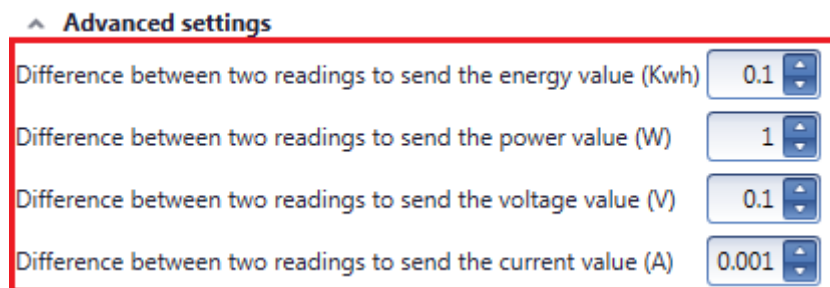 Advanced settings
Difference between two readings to send the energy value (Kwh) 0.1
Difference between two readings to send the power value (W) 1
Difference between two readings to send the voltage value (V) 0.1
Difference between two readings to send the current value (A) 0.001